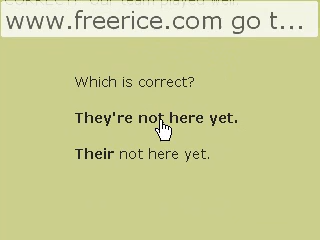 www.freerice.com go t...
Which is correct?
They're not here yet.
Their not here yet.